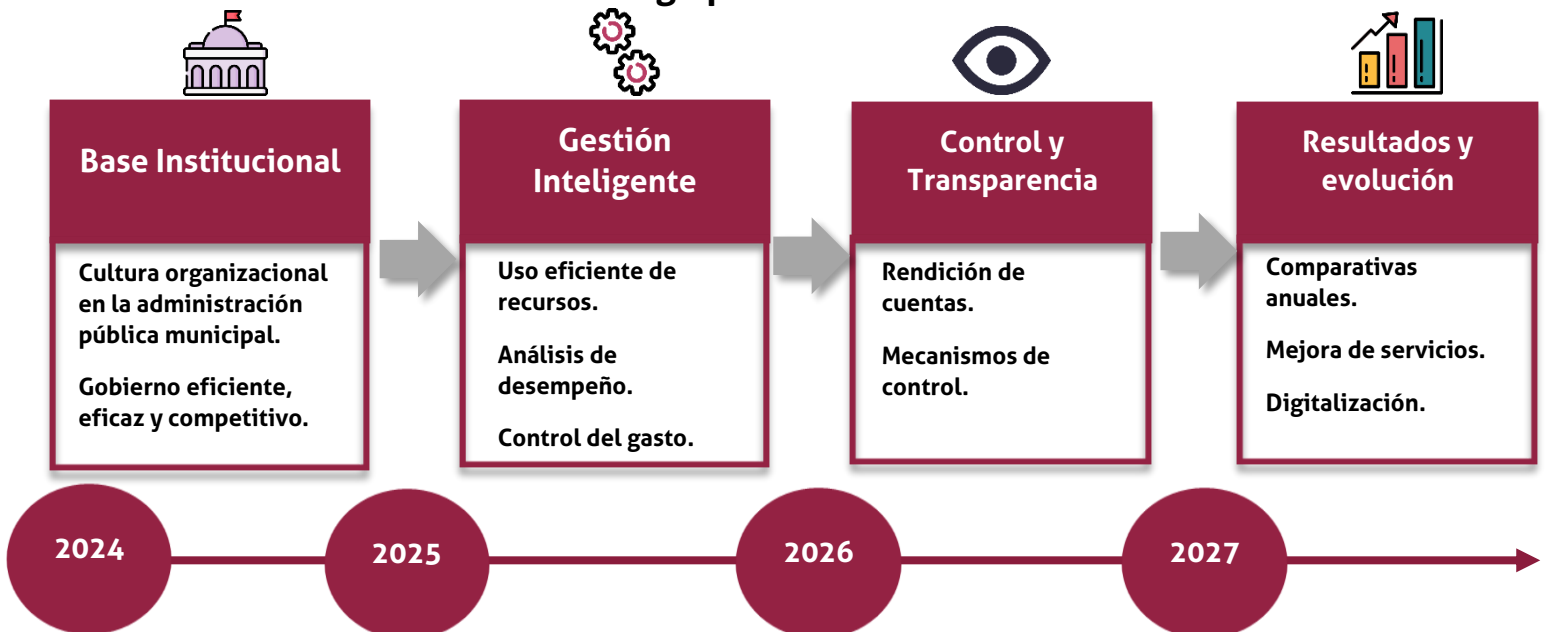 Base Institucional
Cultura organizacional
en la administración
pública municipal.
Gobierno eficiente,
eficaz y competitivo.
Gestión
Inteligente
Uso eficiente de
recursos.
Análisis de
desempeño.
Control del gasto.
Control y
Transparencia
Rendición de
cuentas.
Mecanismos de
control.
Resultados y
evolución
Comparativas
anuales.
Mejora de servicios.
Digitalización.
2024
2025
2026
2027